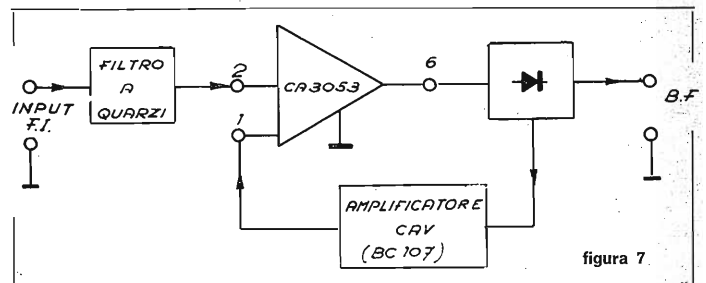 INPUT
F.I.
FILTRO
A
QUARZI
2
1
CA3053
6
B.F
AMPLIFICATORE
CAV
(BC 107)
figura 7